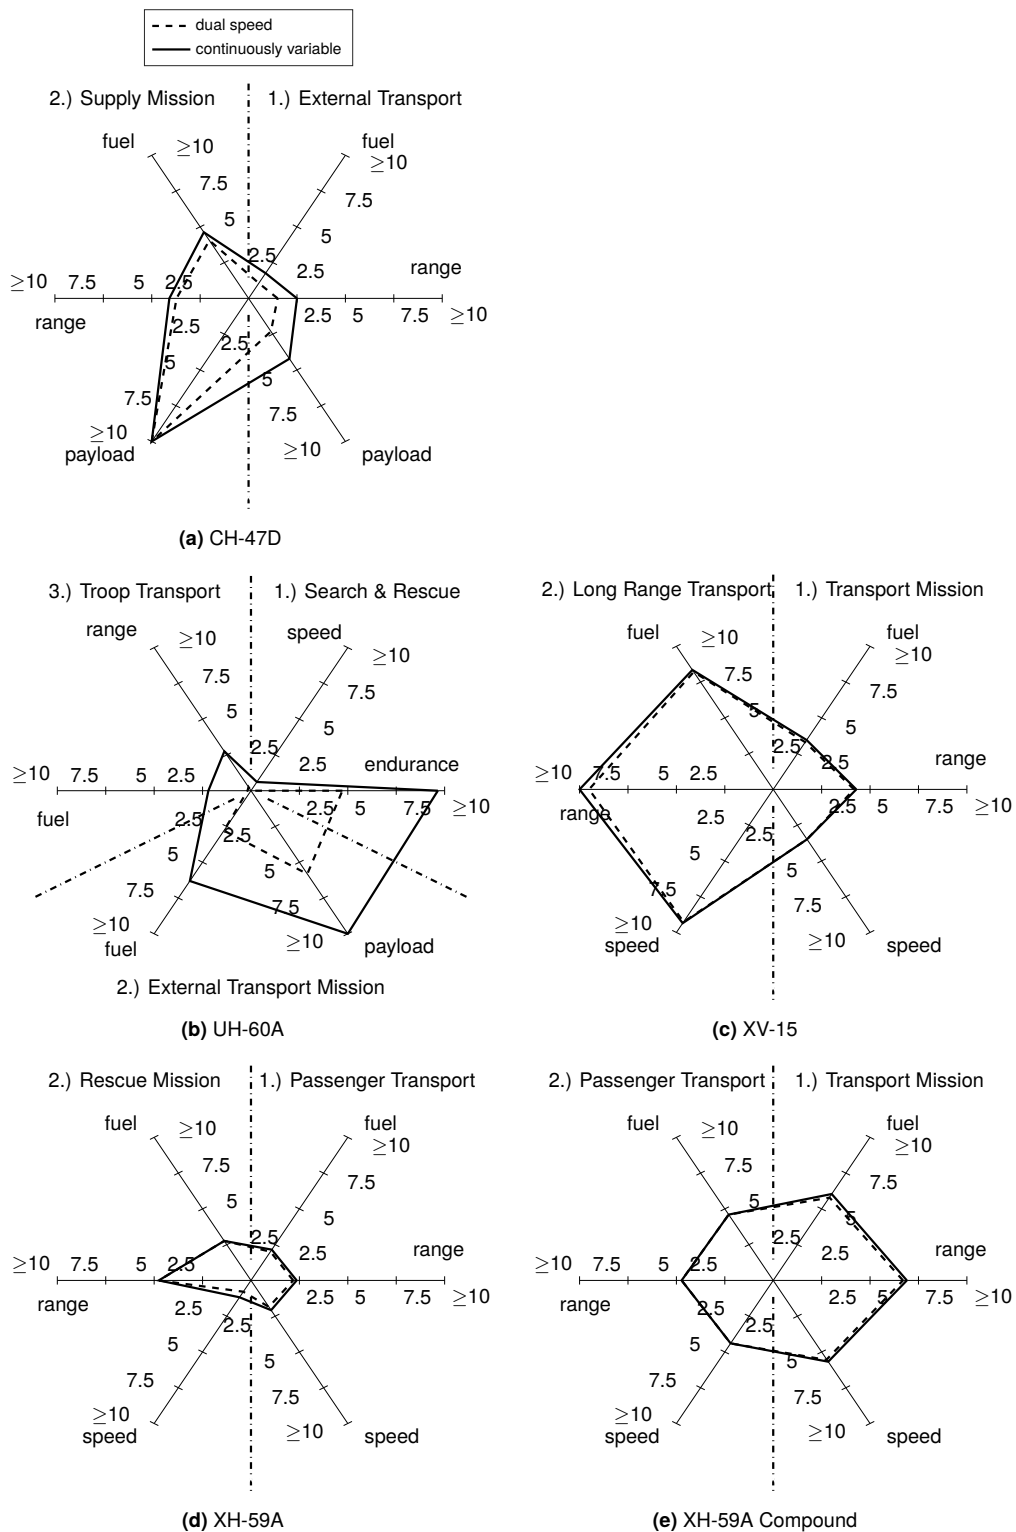 dual speed
continuously variable
2.) Supply Mission 1.) External Transport
fuel ≥10 fuel ≥10
7.5 7.5
5 5
2.5 2.5 range
≥10 7.5 5 2.5
range 2.5 5 7.5 ≥10
2.5 2.5
5 5
7.5 7.5
≥10 ≥10
payload payload
(a) CH-47D
3.) Troop Transport 1.) Search & Rescue
range ≥10 speed ≥10
7.5 7.5
5 5
2.5 2.5 endurance
≥10 7.5 5 2.5
fuel 2.5 5 7.5 ≥10
2.5 2.5
5 5
7.5 7.5
≥10 ≥10
fuel payload
2.) External Transport Mission
(b) UH-60A
2.) Long Range Transport 1.) Transport Mission
fuel ≥10 fuel ≥10
7.5 7.5
5 5
2.5 2.5 range
≥10 7.5 5 2.5
range 2.5 5 7.5 ≥10
2.5 2.5
5 5
7.5 7.5
≥10 ≥10
speed speed
(c) XV-15
2.) Rescue Mission 1.) Passenger Transport
fuel ≥10 fuel ≥10
7.5 7.5
5 5
2.5 2.5 range
≥10 7.5 5 2.5
range 2.5 5 7.5 ≥10
2.5 2.5
5 5
7.5 7.5
≥10 ≥10
speed speed
(d) XH-59A
2.) Passenger Transport 1.) Transport Mission
fuel ≥10 fuel ≥10
7.5 7.5
5 5
2.5 2.5 range
≥10 7.5 5 2.5
range 2.5 5 7.5 ≥10
2.5 2.5
5 5
7.5 7.5
≥10 ≥10
speed speed
(e) XH-59A Compound